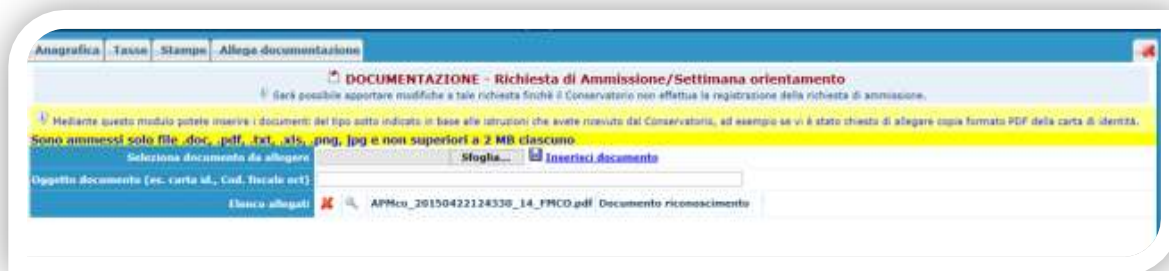 Anagrafica Tasse Stampe Allega documentazione
DOCUMENTAZIONE - Richiesta di Ammissione/Settimana orientamento
Sarà possibile apportare modifiche a tale richiesta finchè il Conservatorio non effettua la registrazione della richiesta di ammissione.
Mediante questo modulo potete inserire i documenti del tipo sotto indicato in base alle istruzioni che avete ricevuto dal Conservatorio, ad esempio se vi è stato chiesto di allegare copia formato PDF della carta di identità.
Sono ammessi solo file .doc, .pdf, .txt, .xls, .png, jpg e non superiori a 2 MB ciascuno
Seleziona documento da allegare Sfoglia... Inserisci documento
Oggetto documento (es. carta id., Cod. fiscale ect)
Elenco allegati APMco_20150422124330_14_FMCO.pdf Documento riconoscimento